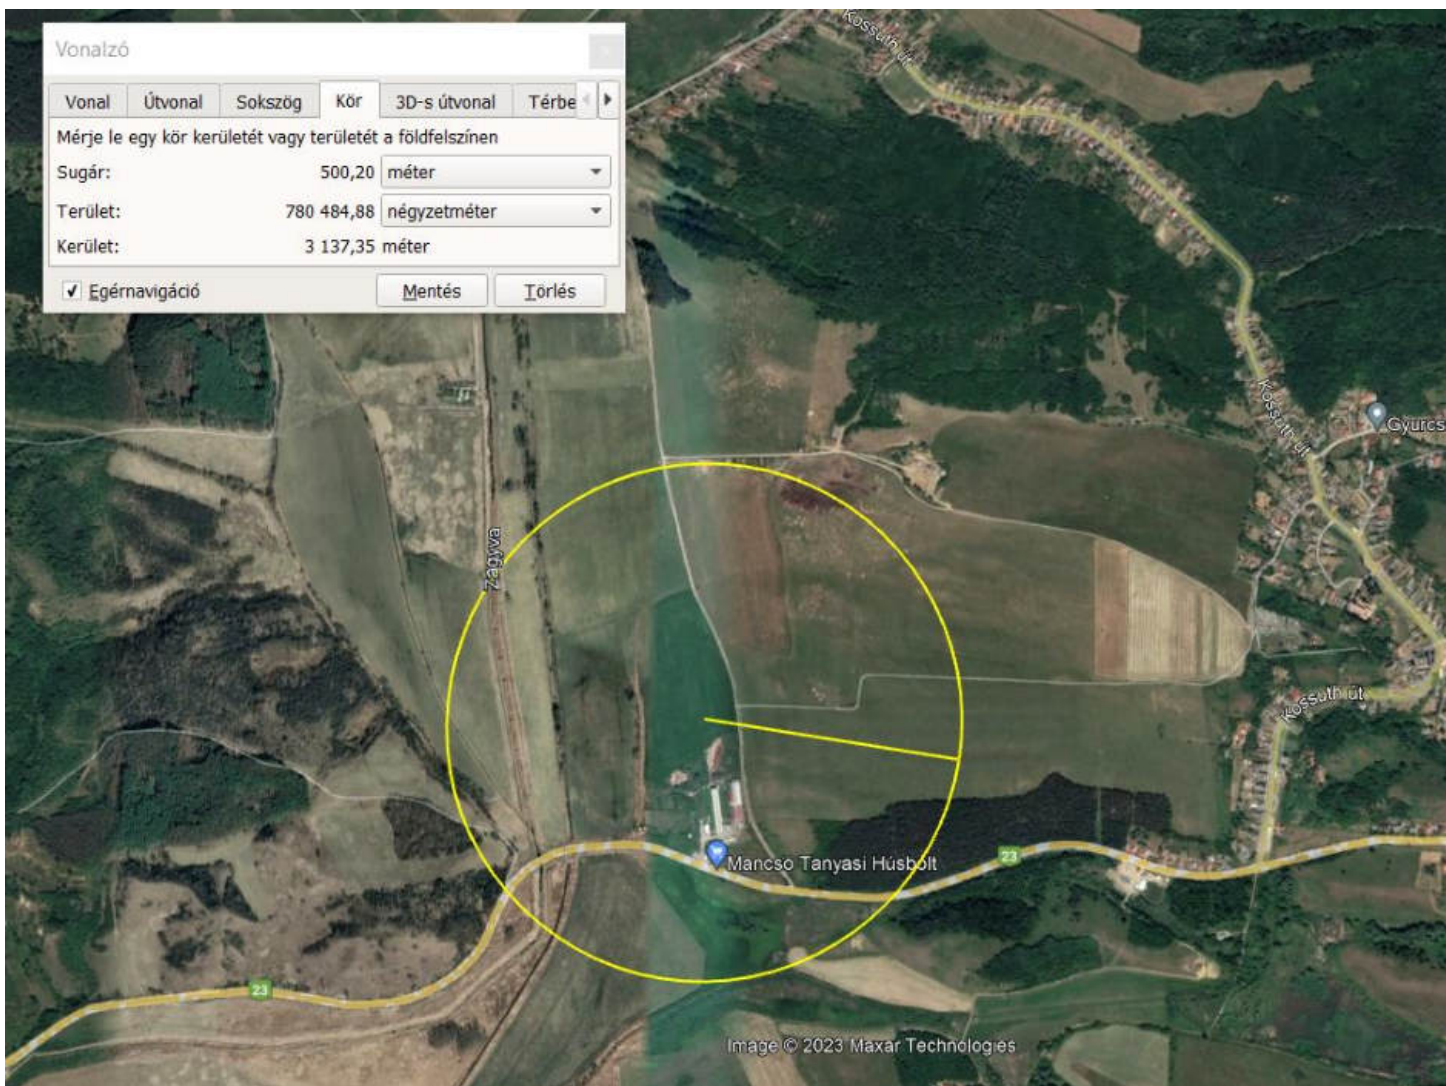 Vonalzó
Vonal Útvonal Sokszög Kör 3D-s útvonal Térbe
Mérje le egy kör kerületét vagy területét a földfelszínen
Sugár: 500,20 méter
Terület: 780 484,88 négyzetméter
Kerület: 3 137,35 méter
Egérnavigáció Mentés Törlés
Kossuth út
Kossuth út
Gyurcs
Zagyva
Kossuth út
23
Mancso Tanyasi Húsbolt
23
Image © 2023 Maxar Technologies